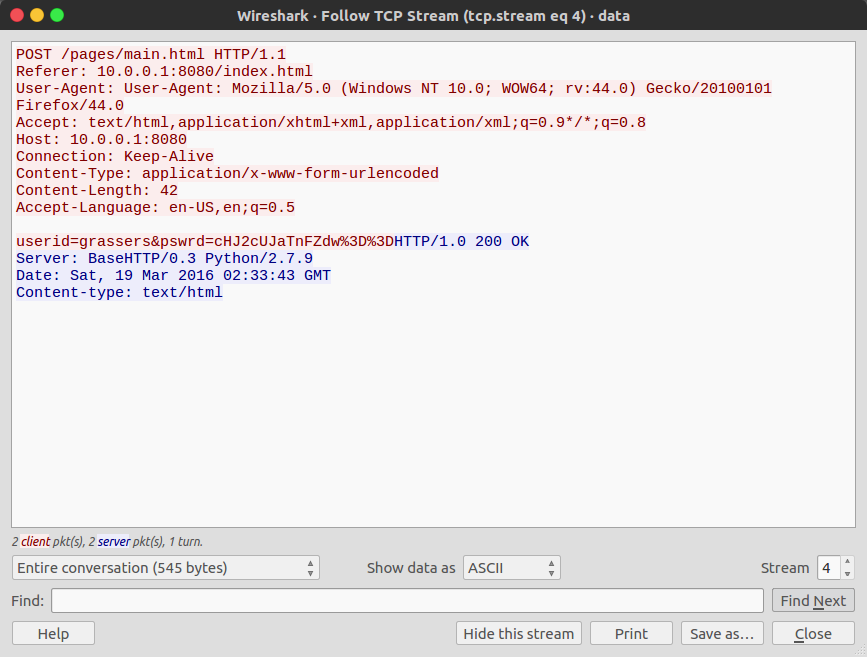 Wireshark · Follow TCP Stream (tcp.stream eq 4) · data
POST /pages/main.html HTTP/1.1
Referer: 10.0.0.1:8080/index.html
User-Agent: User-Agent: Mozilla/5.0 (Windows NT 10.0; WOW64; rv:44.0) Gecko/20100101
Firefox/44.0
Accept: text/html,application/xhtml+xml,application/xml;q=0.9*/*;q=0.8
Host: 10.0.0.1:8080
Connection: Keep-Alive
Content-Type: application/x-www-form-urlencoded
Content-Length: 42
Accept-Language: en-US,en;q=0.5
userid=grassers&pswrd=cHJ2cUJaTnFZdw%3D%3DHTTP/1.0 200 OK
Server: BaseHTTP/0.3 Python/2.7.9
Date: Sat, 19 Mar 2016 02:33:43 GMT
Content-type: text/html
2 client pkt(s), 2 server pkt(s), 1 turn.
Entire conversation (545 bytes) Show data as ASCII Stream 4
Find: Find Next
Help Hide this stream Print Save as… Close